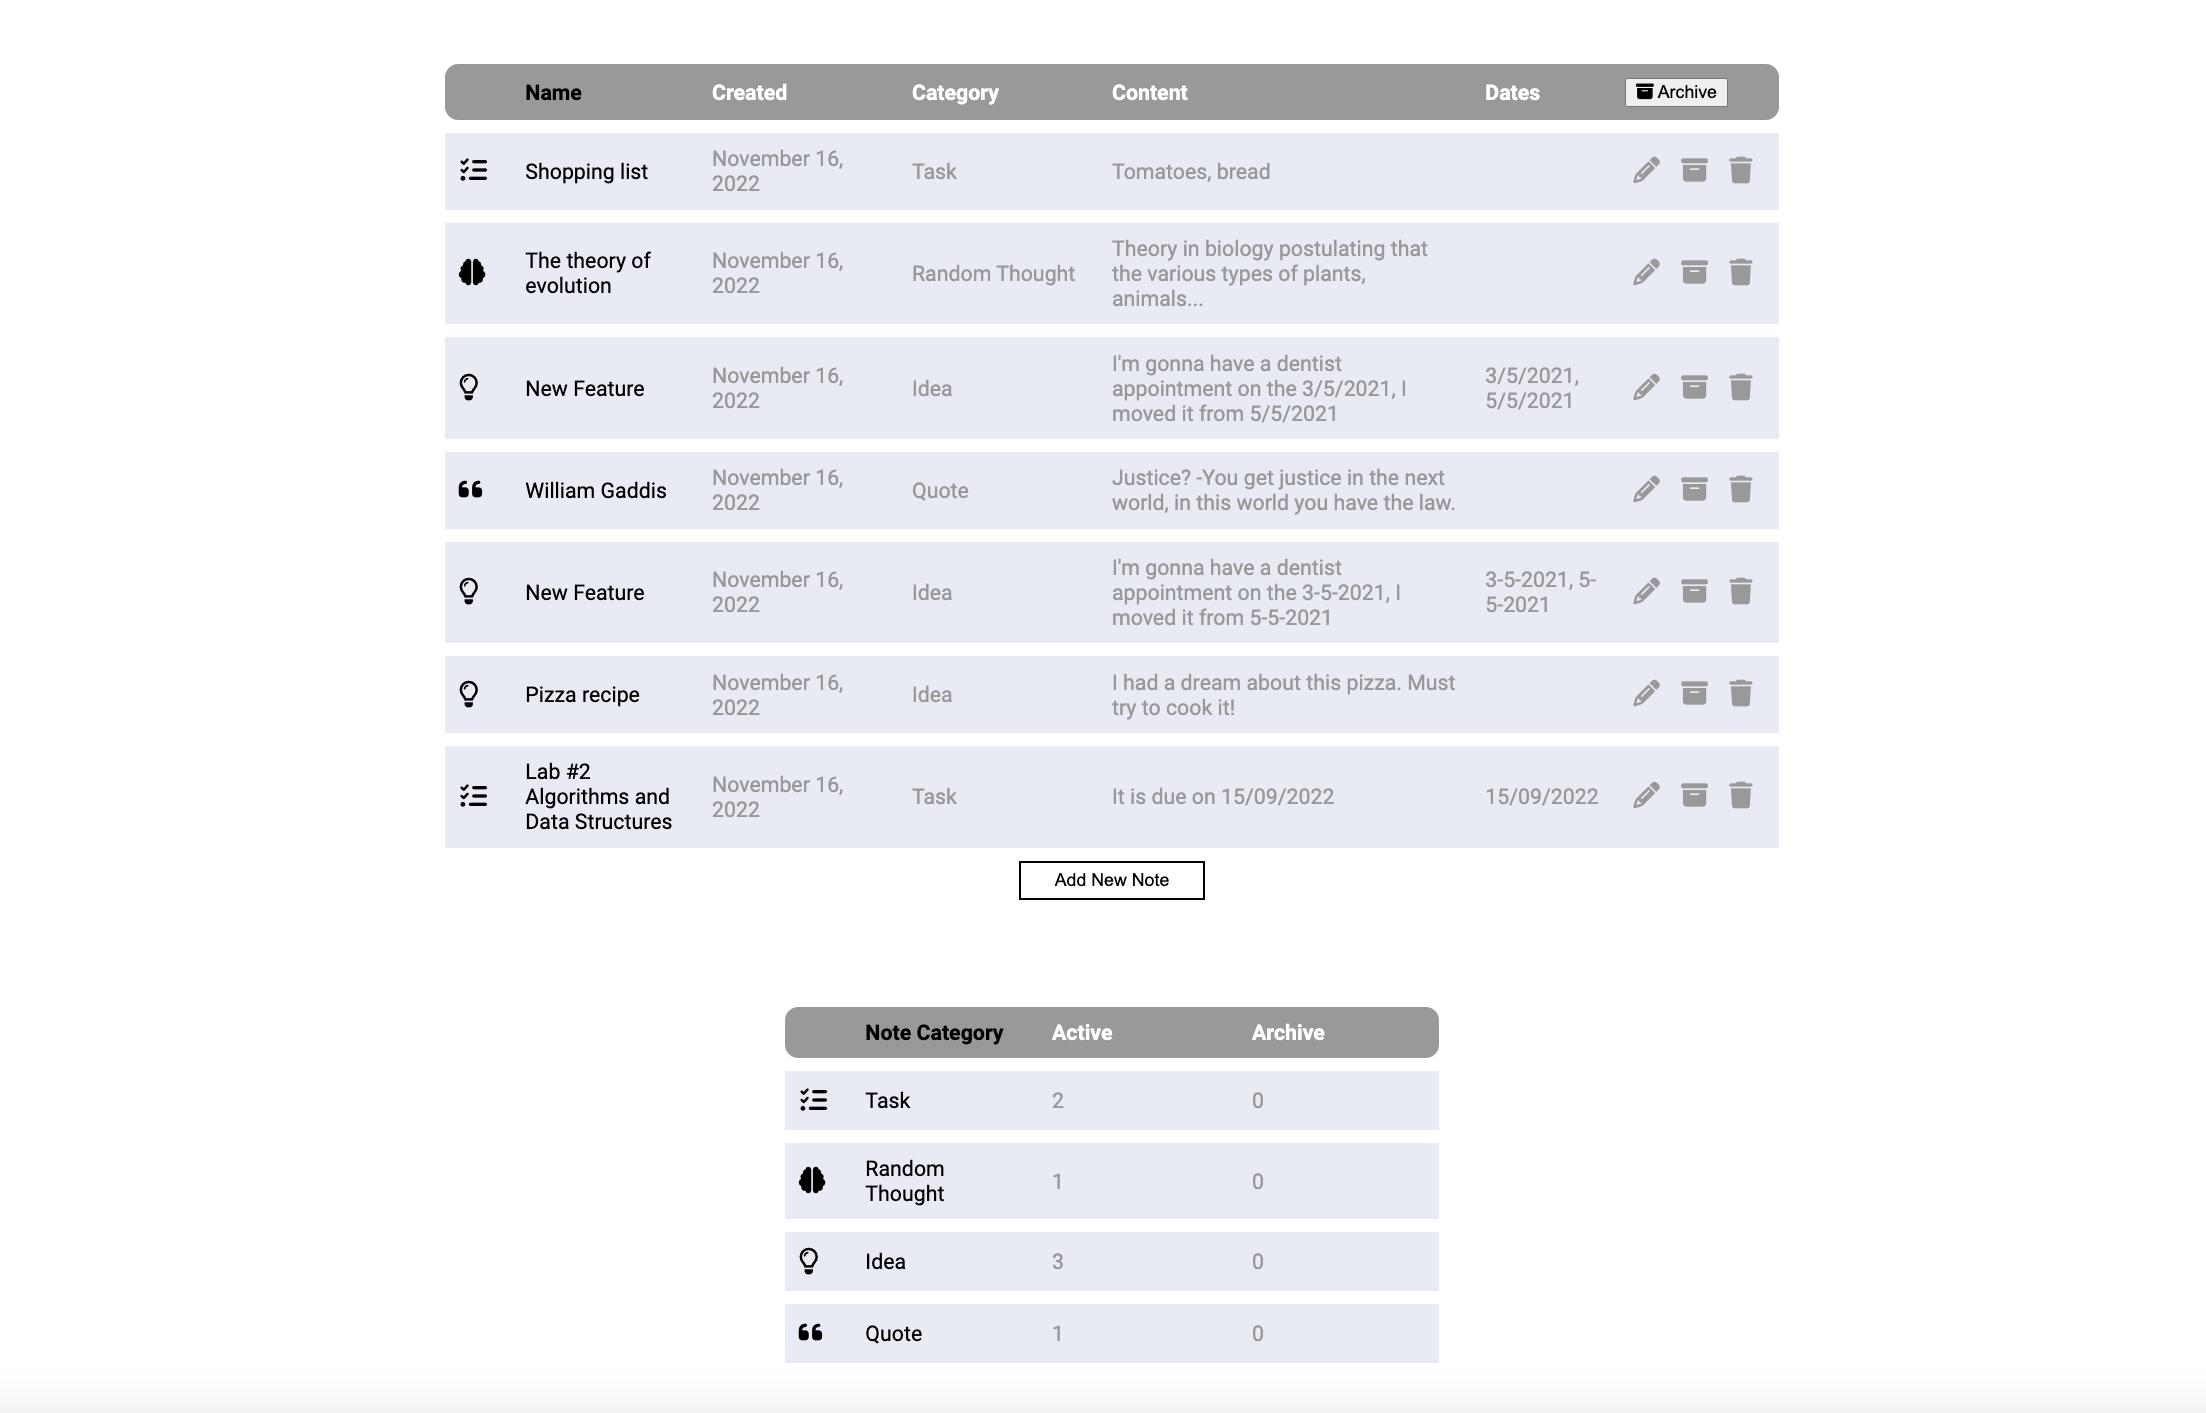 Name Created Category Content Dates Archive
Shopping list
November 16,
2022
Task
Tomatoes, bread
The theory of
evolution
November 16,
2022
Random Thought
Theory in biology postulating that
the various types of plants,
animals...
New Feature
November 16,
2022
Idea
I'm gonna have a dentist
appointment on the 3/5/2021, I
moved it from 5/5/2021
3/5/2021,
5/5/2021
William Gaddis
November 16,
2022
Quote
Justice? -You get justice in the next
world, in this world you have the law.
New Feature
November 16,
2022
Idea
I'm gonna have a dentist
appointment on the 3-5-2021, I
moved it from 5-5-2021
3-5-2021, 5-
5-2021
Pizza recipe
November 16,
2022
Idea
I had a dream about this pizza. Must
try to cook it!
Lab #2
Algorithms and
Data Structures
November 16,
2022
Task
It is due on 15/09/2022
15/09/2022
Add New Note
Note Category Active Archive
Task 2 0
Random
Thought
1 0
Idea 3 0
Quote 1 0